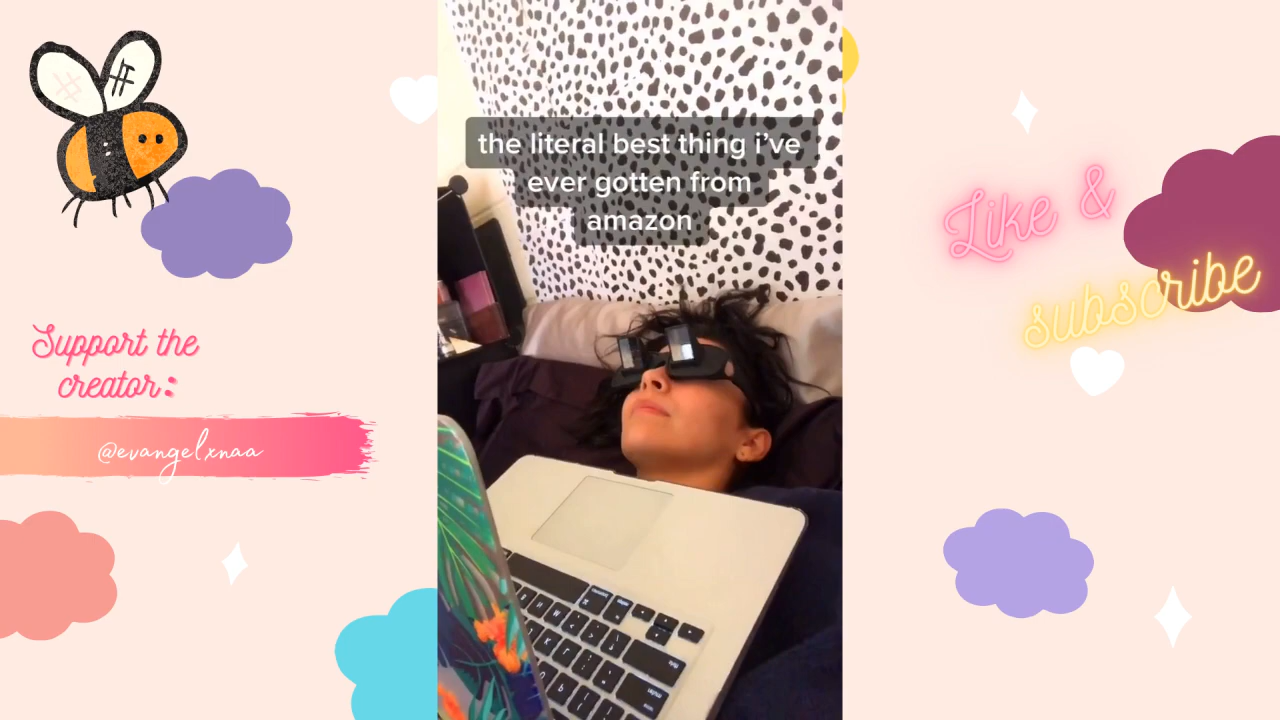 the literal best thing i've
ever gotten from
amazon
Support the
creator:
@evangelxnaa
Like &
subscribe